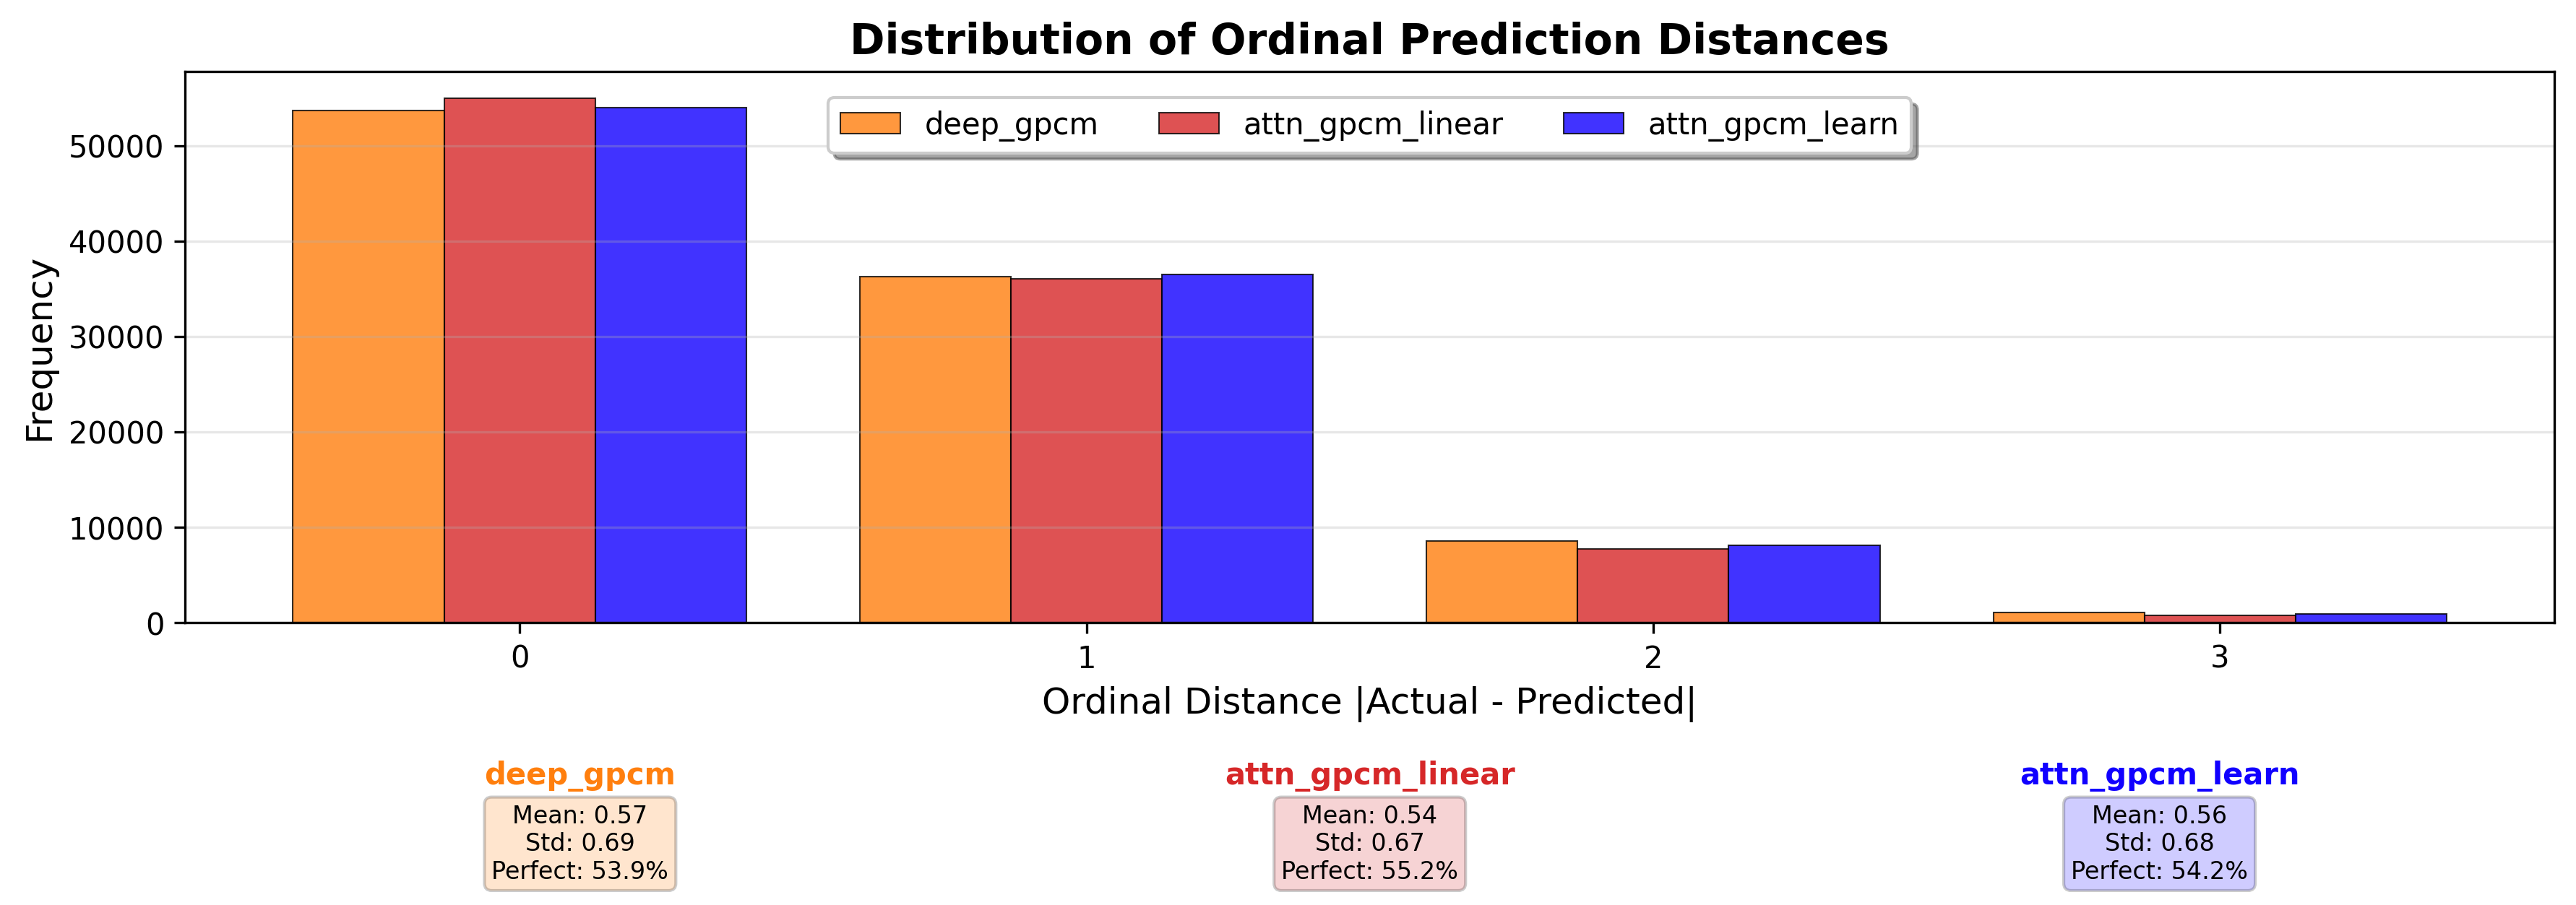 Distribution of Ordinal Prediction Distances
deep_gpcm attn_gpcm_linear attn_gpcm_learn
Frequency
50000
40000
30000
20000
10000
0
0 1 2 3
Ordinal Distance |Actual - Predicted|
deep_gpcm
Mean: 0.57
Std: 0.69
Perfect: 53.9%
attn_gpcm_linear
Mean: 0.54
Std: 0.67
Perfect: 55.2%
attn_gpcm_learn
Mean: 0.56
Std: 0.68
Perfect: 54.2%